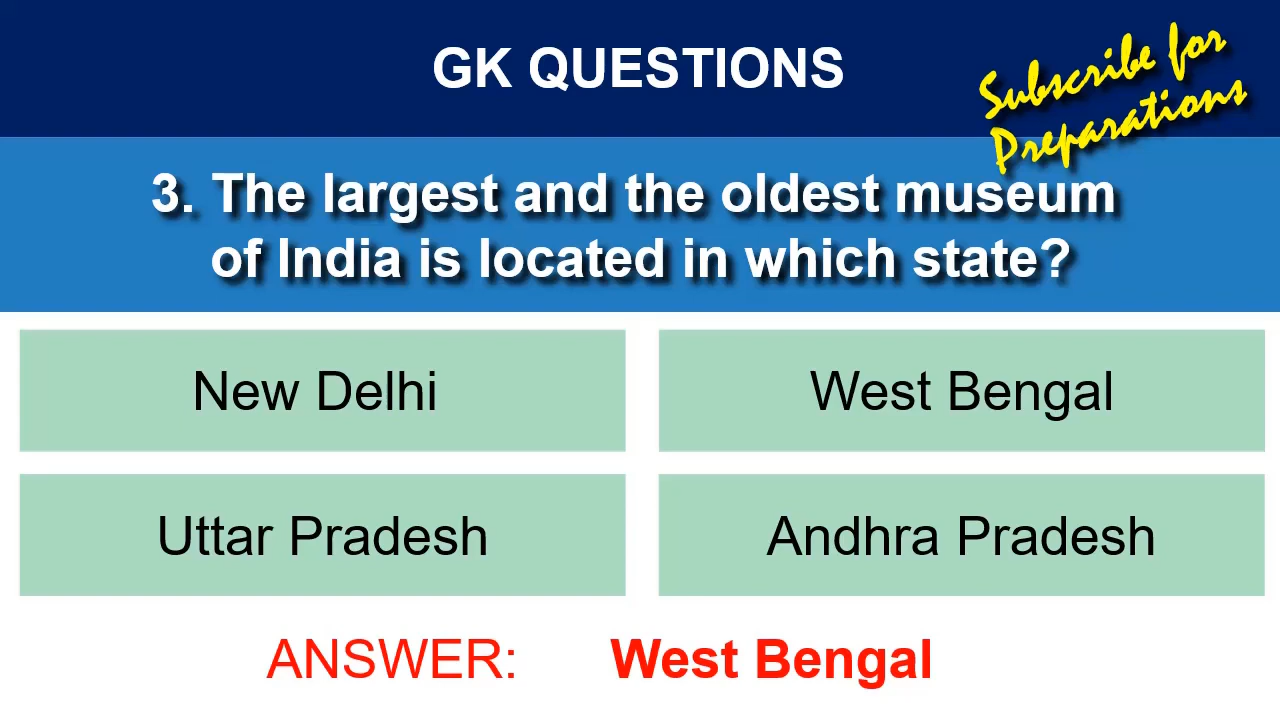 GK QUESTIONS
Subscribe for
Preparations
3. The largest and the oldest museum
of India is located in which state?
New Delhi
West Bengal
Uttar Pradesh
Andhra Pradesh
ANSWER: West Bengal